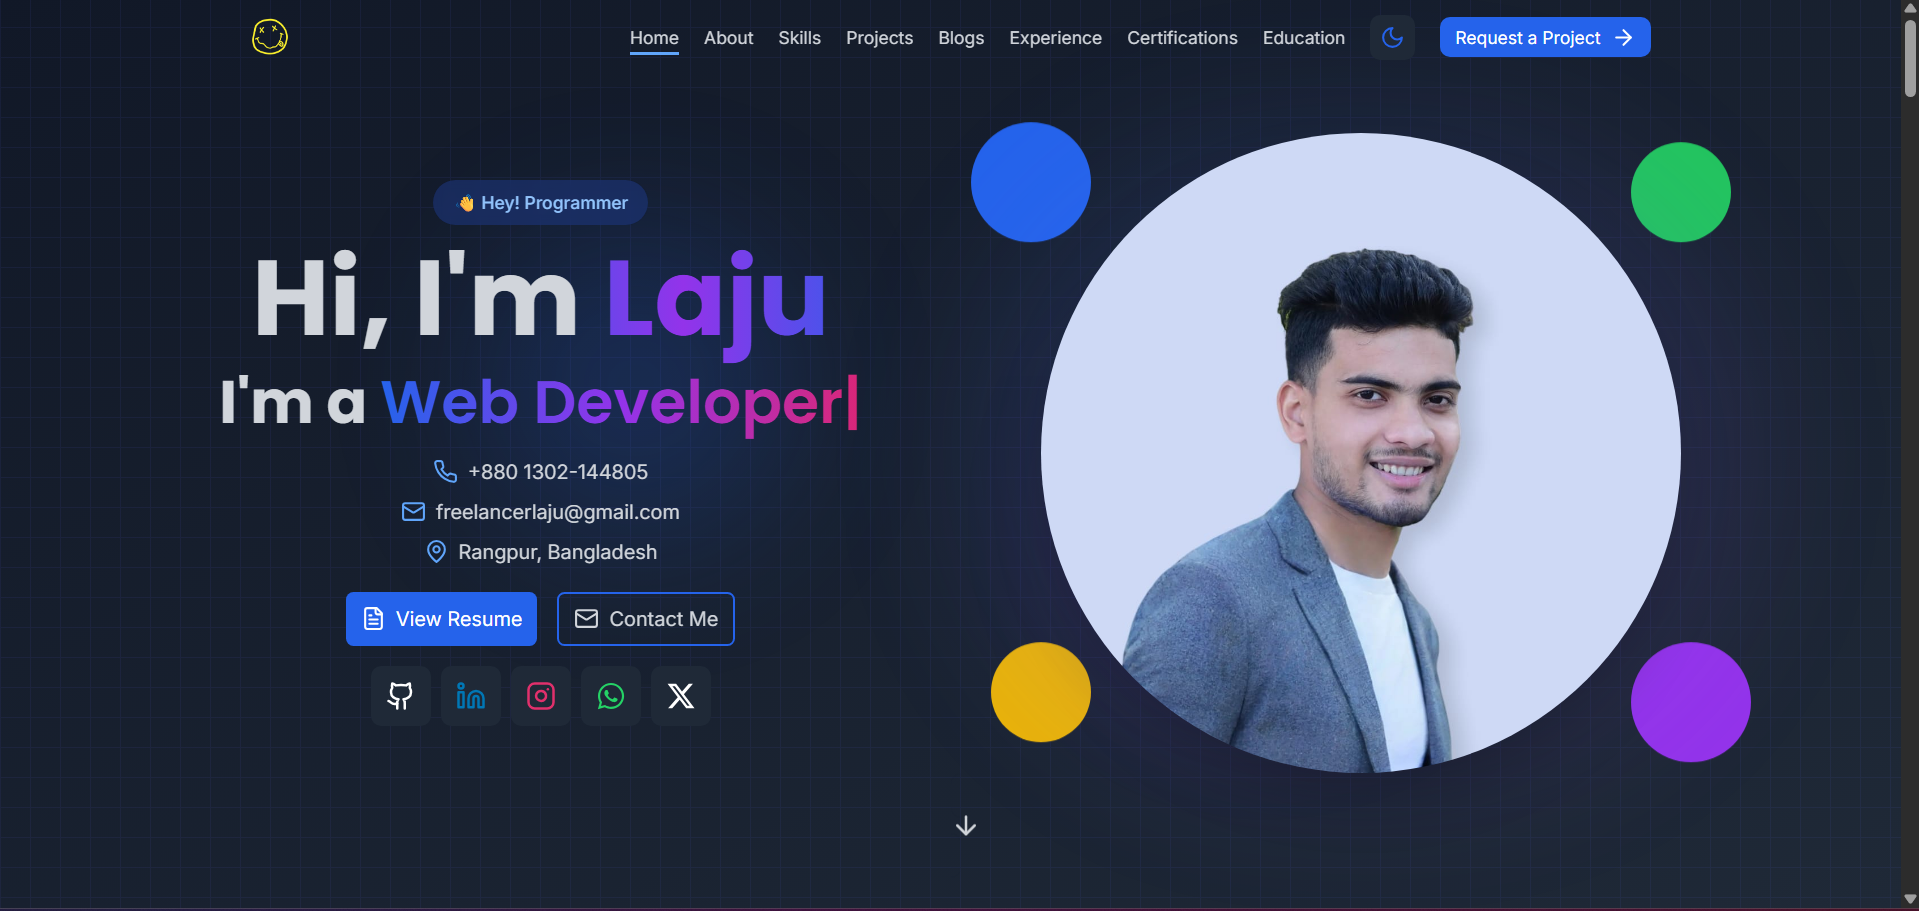 Home About Skills Projects Blogs Experience Certifications Education Request a Project
👋 Hey! Programmer
Hi, I'm Laju
I'm a Web Developer|
+880 1302-144805
freelancerlaju@gmail.com
Rangpur, Bangladesh
View Resume Contact Me